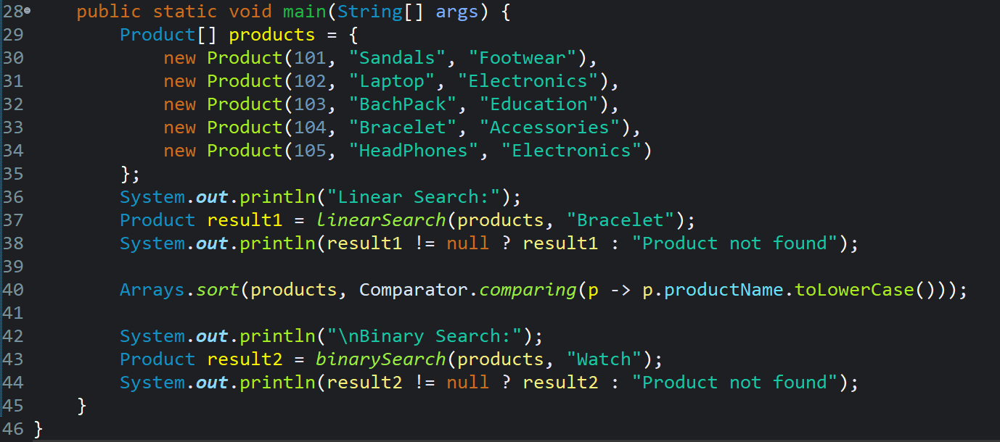 28 public static void main(String[] args) {
29 Product[] products = {
30 new Product(101, "Sandals", "Footwear"),
31 new Product(102, "Laptop", "Electronics"),
32 new Product(103, "BachPack", "Education"),
33 new Product(104, "Bracelet", "Accessories"),
34 new Product(105, "HeadPhones", "Electronics")
35 };
36 System.out.println("Linear Search:");
37 Product result1 = linearSearch(products, "Bracelet");
38 System.out.println(result1 != null ? result1 : "Product not found");
39
40 Arrays.sort(products, Comparator.comparing(p -> p.productName.toLowerCase()));
41
42 System.out.println("\nBinary Search:");
43 Product result2 = binarySearch(products, "Watch");
44 System.out.println(result2 != null ? result2 : "Product not found");
45 }
46 }